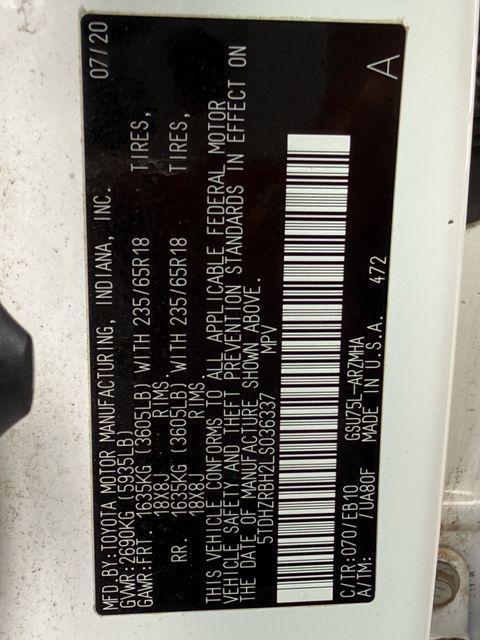 MFD.BY:TOYOTA MOTOR MANUFACTURING, INDIANA, INC. 07/20
GVWR:2690KG (5935LB)
GAWR:FRT. 1635KG (3605LB) WITH 235/65R18 TIRES,
18X8J RIMS.
RR. 1635KG (3605LB) WITH 235/65R18 TIRES,
18X8J RIMS.
THIS VEHICLE CONFORMS TO ALL APPLICABLE FEDERAL MOTOR
VEHICLE SAFETY AND THEFT PREVENTION STANDARDS IN EFFECT ON
THE DATE OF MANUFACTURE SHOWN ABOVE.
5TDHZRBH2LS036337 MPV
C/TR:070/EB10 GSU75L-ARZMHA A
A/TM: /UA80F MADE IN U.S.A. 472